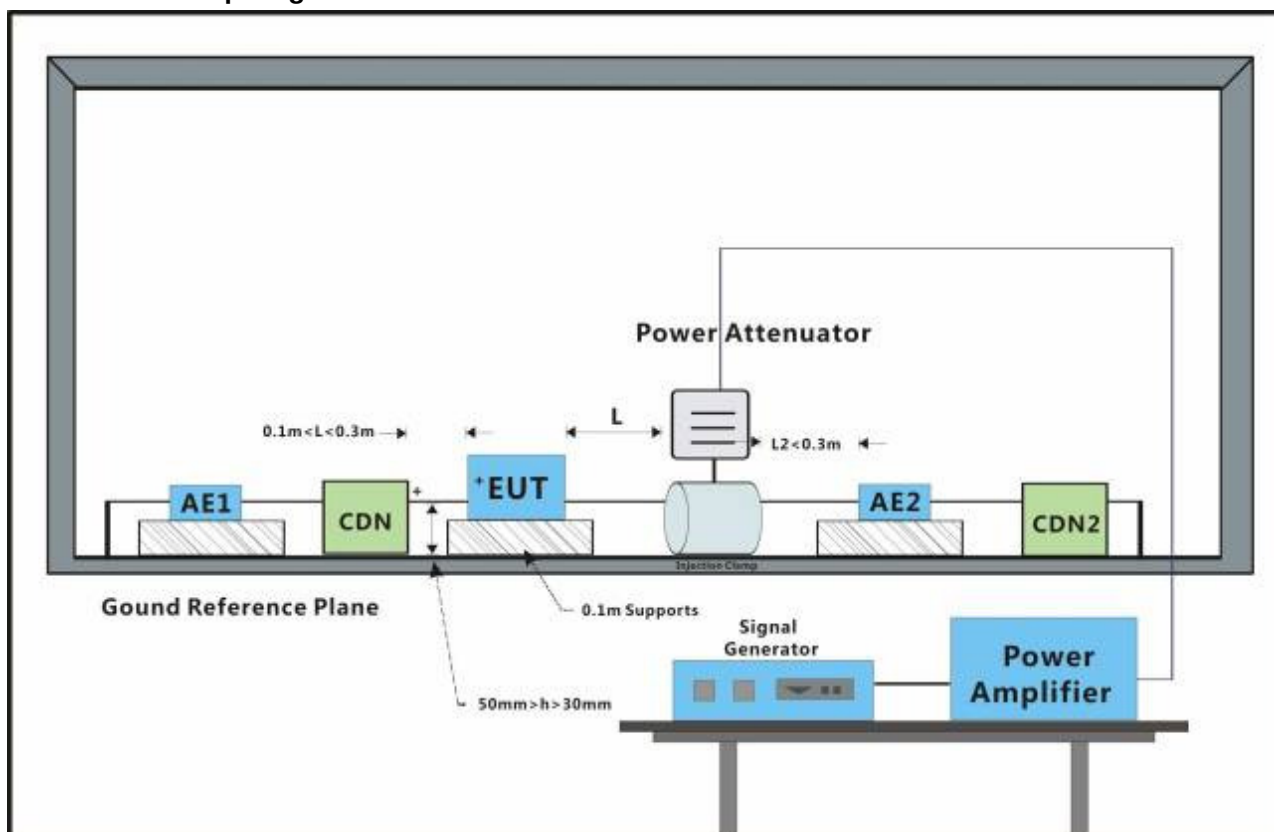 Power Attenuator
0.1m<L<0.3m
L
L2<0.3m
AE1
CDN
+
+EUT
AE2
CDN2
Injection Clamp
Gound Reference Plane
0.1m Supports
Signal
Generator
Power
Amplifier
50mm>h>30mm